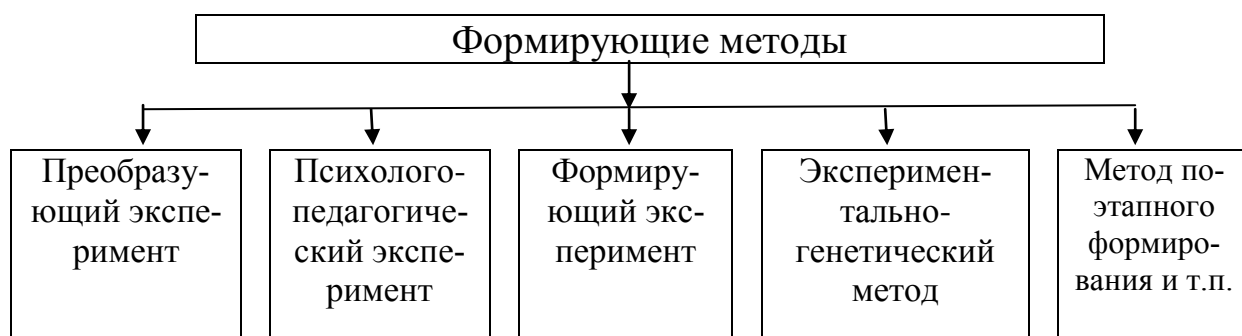 Формирующие методы
Преобразу-
ющий экспе-
римент
Психолого-
педагогиче-
ский экспе-
римент
Формиру-
ющий экс-
перимент
Эксперимен-
тально-
генетический
метод
Метод по-
этапного
формиро-
вания и т.п.